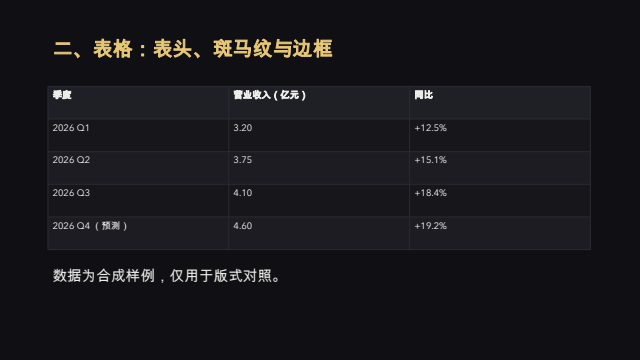 二、表格：表头、斑马纹与边框
季度 营业收入（亿元） 同比
2026 Q1 3.20 +12.5%
2026 Q2 3.75 +15.1%
2026 Q3 4.10 +18.4%
2026 Q4（预测） 4.60 +19.2%
数据为合成样例，仅用于版式对照。